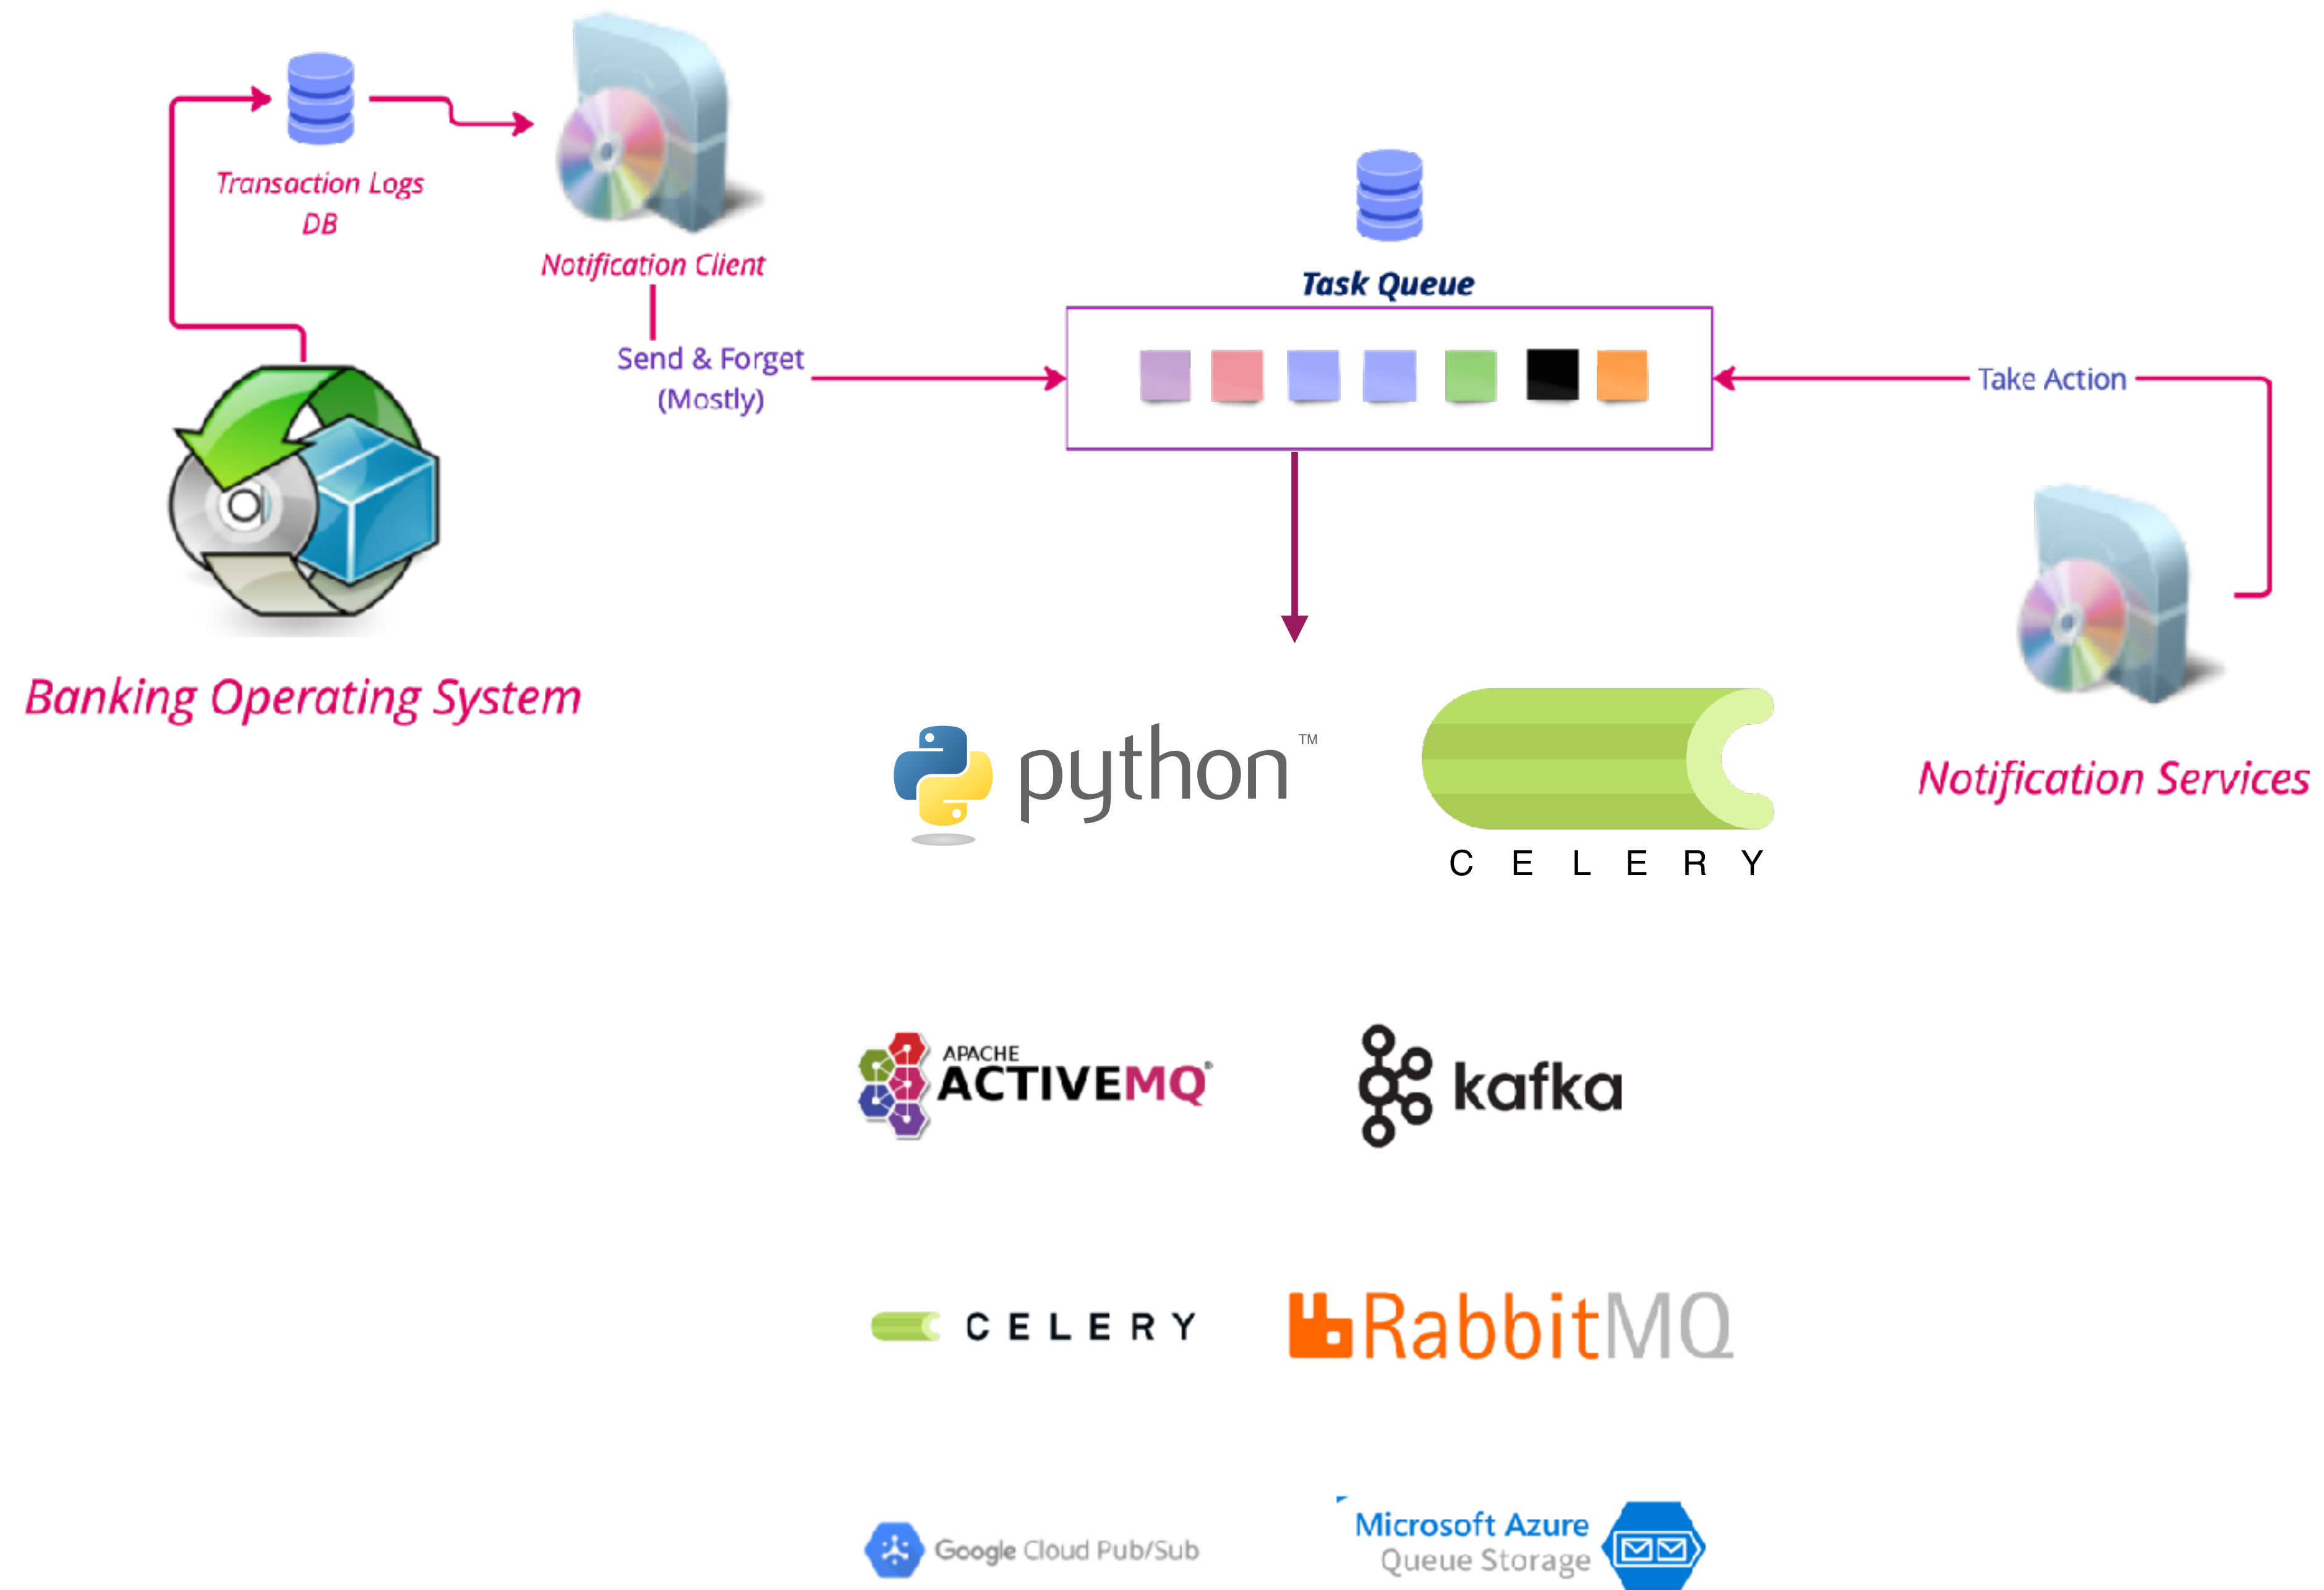 Transaction Logs
DB
Notification Client
Task Queue
Send & Forget
(Mostly)
Take Action
Banking Operating System
python™
CELERY
Notification Services
APACHE
ACTIVEMQ®
kafka
CELERY
RabbitMQ
Google Cloud Pub/Sub
Microsoft Azure
Queue Storage